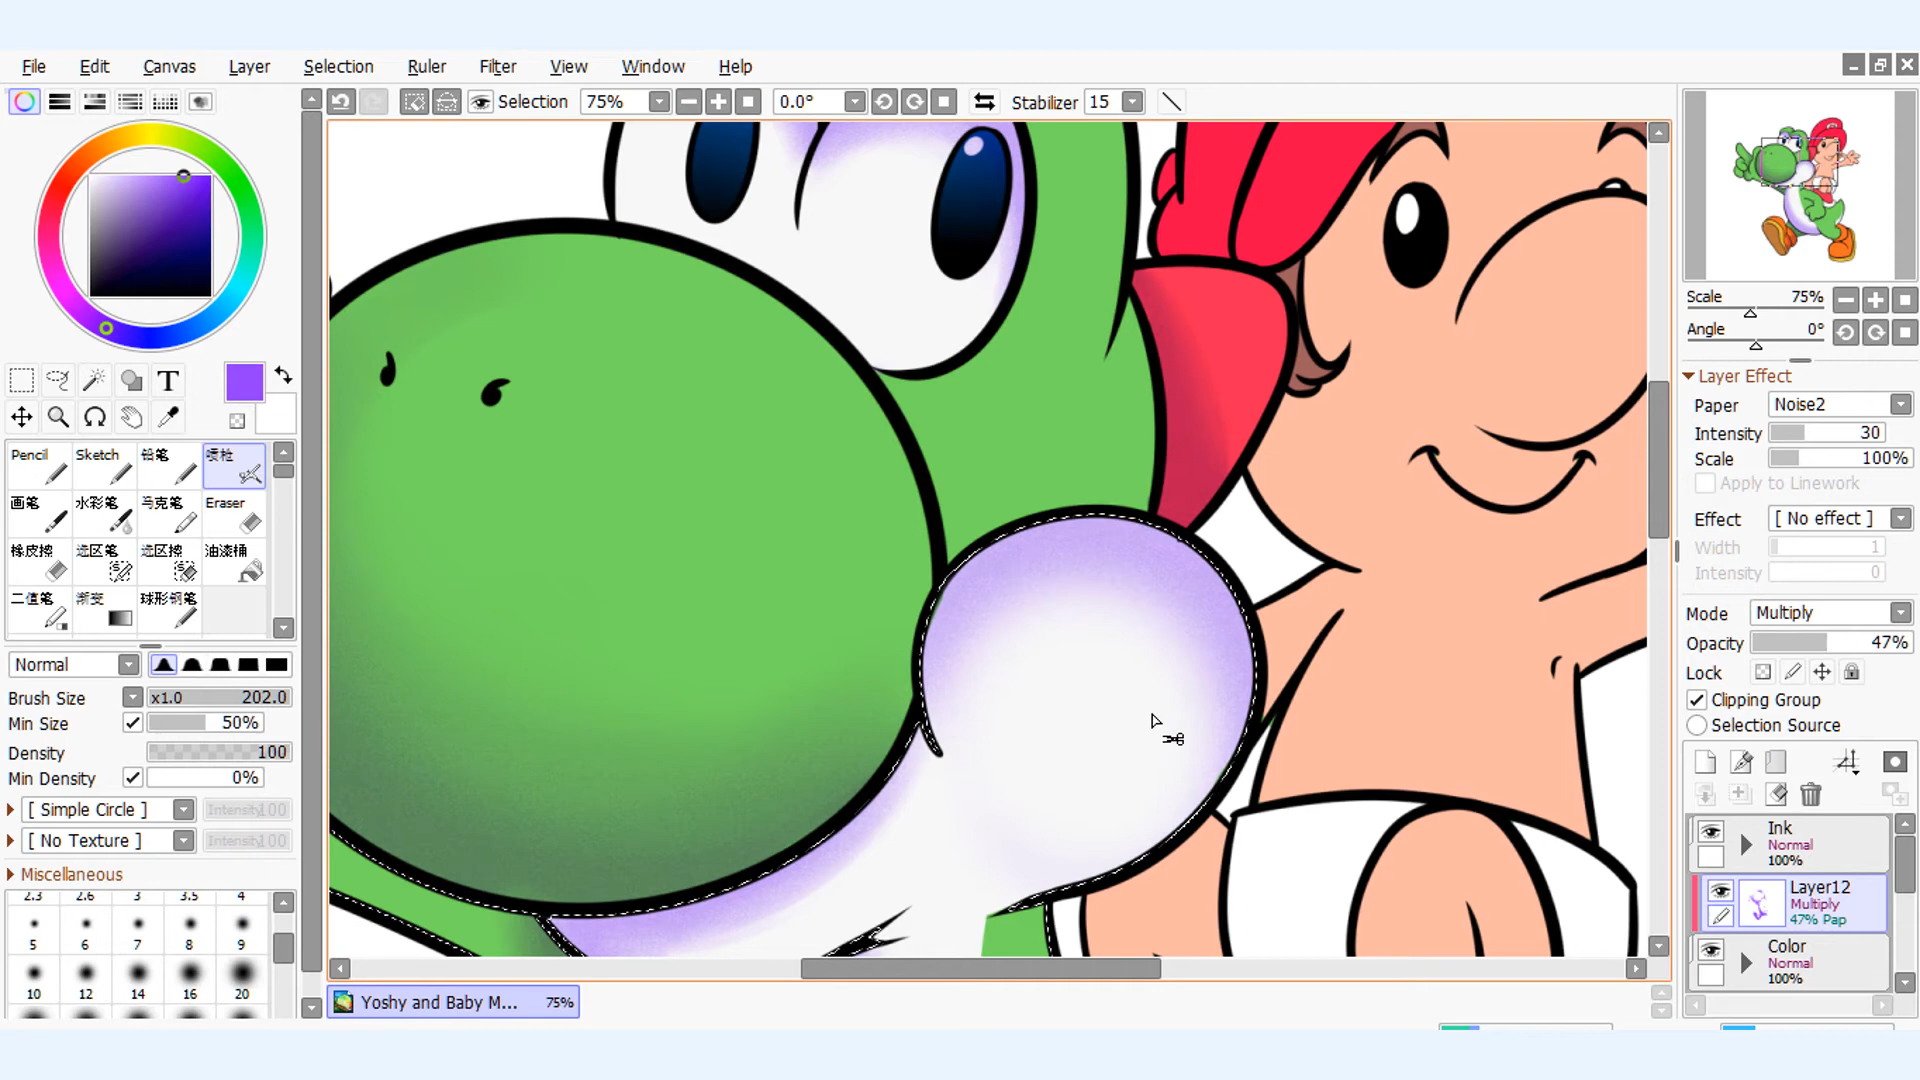 File Edit Canvas Layer Selection Ruler Filter View Window Help
Selection 75% 0.0° Stabilizer 15
T
Pencil Sketch 铅笔 喷枪
画笔 水彩笔 马克笔 Eraser
橡皮擦 选区笔 选区擦 油漆桶
二值笔 渐变 球形钢笔
Normal
Brush Size x1.0 202.0
Min Size 50%
Density 100
Min Density 0%
[ Simple Circle ] Intensity 100
[ No Texture ] Intensity 100
Miscellaneous
2.3 2.6 3 3.5 4
5 6 7 8 9
10 12 14 16 20
Yoshy and Baby M... 75%
Scale 75%
Angle 0°
Layer Effect
Paper Noise2
Intensity 30
Scale 100%
Apply to Linework
Effect [ No effect ]
Width 1
Intensity 0
Mode Multiply
Opacity 47%
Lock
Clipping Group
Selection Source
Ink
Normal
100%
Layer12
Multiply
47% Pap
Color
Normal
100%